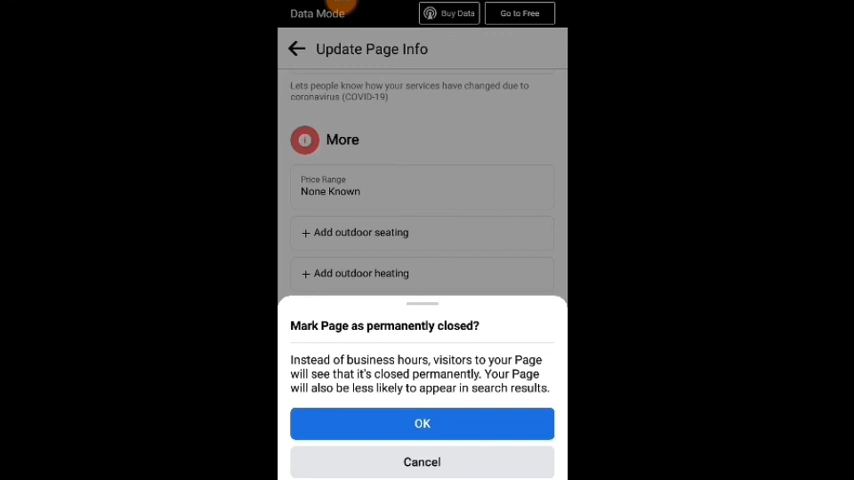 Data Mode
Buy Data
Go to Free
Update Page Info
Lets people know how your services have changed due to
coronavirus (COVID-19)
More
Price Range
None Known
+ Add outdoor seating
+ Add outdoor heating
Mark Page as permanently closed?
Instead of business hours, visitors to your Page
will see that it's closed permanently. Your Page
will also be less likely to appear in search results.
OK
Cancel